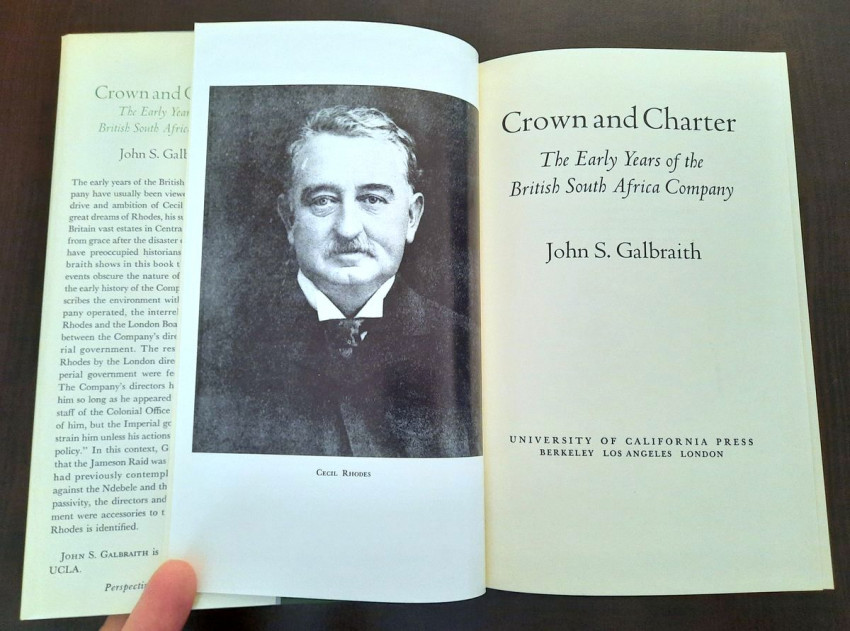 Crown and C
The Early Year
British South Afric
John S. Galb
The early years of the British
pany have usually been view
drive and ambition of Cecil
great dreams of Rhodes, his su
Britain vast estates in Centra
from grace after the disaster
have preoccupied historians
braith shows in this book t
events obscure the nature of
the early history of the Comp
scribes the environment with
pany operated, the interrel
Rhodes and the London Boa
between the Company's dire
rial government. The res
Rhodes by the London dire
perial government were fe
The Company's directors h
him so long as he appeared
staff of the Colonial Office
of him, but the Imperial go
strain him unless his actions
policy." In this context, G
that the Jameson Raid was
had previously contempl
against the Ndebele and th
passivity, the directors and
ment were accessories to t
Rhodes is identified.
John S. Galbraith is
UCLA.
Perspectiv
Cecil Rhodes
Crown and Charter
The Early Years of the
British South Africa Company
John S. Galbraith
UNIVERSITY OF CALIFORNIA PRESS
BERKELEY LOS ANGELES LONDON